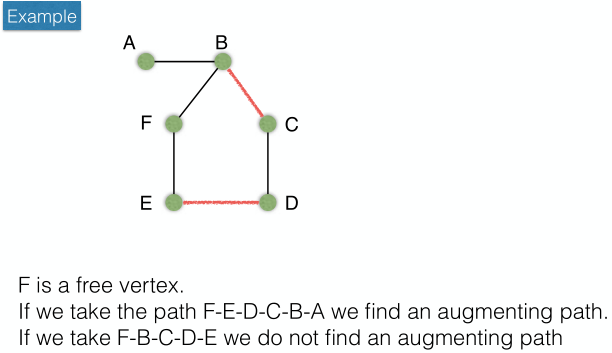 Example
A
B
F
C
E
D
F is a free vertex.
If we take the path F-E-D-C-B-A we find an augmenting path.
If we take F-B-C-D-E we do not find an augmenting path